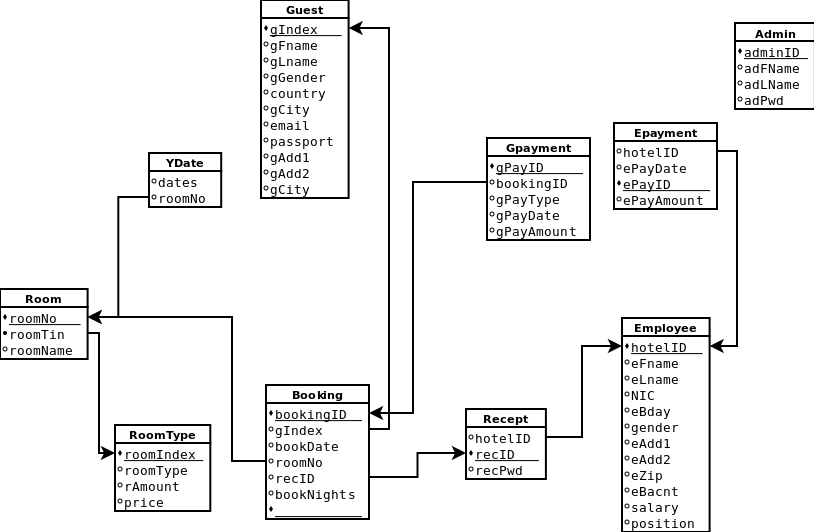 Guest
gIndex
gFname
gLname
gGender
country
gCity
email
passport
gAdd1
gAdd2
gCity
Admin
adminID
adFName
adLName
adPwd
Epayment
hotelID
ePayDate
ePayID
ePayAmount
Gpayment
gPayID
bookingID
gPayType
gPayDate
gPayAmount
YDate
dates
roomNo
Room
roomNo
roomTin
roomName
RoomType
roomIndex
roomType
rAmount
price
Booking
bookingID
gIndex
bookDate
roomNo
recID
bookNights
Recept
hotelID
recID
recPwd
Employee
hotelID
eFname
eLname
NIC
eBday
gender
eAdd1
eAdd2
eZip
eBacnt
salary
position